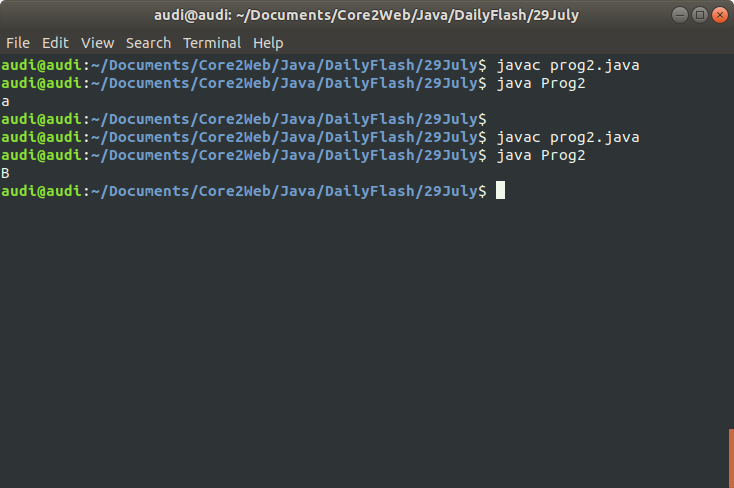 audi@audi: ~/Documents/Core2Web/Java/DailyFlash/29July
File Edit View Search Terminal Help
audi@audi:~/Documents/Core2Web/Java/DailyFlash/29July$ javac prog2.java
audi@audi:~/Documents/Core2Web/Java/DailyFlash/29July$ java Prog2
a
audi@audi:~/Documents/Core2Web/Java/DailyFlash/29July$
audi@audi:~/Documents/Core2Web/Java/DailyFlash/29July$ javac prog2.java
audi@audi:~/Documents/Core2Web/Java/DailyFlash/29July$ java Prog2
B
audi@audi:~/Documents/Core2Web/Java/DailyFlash/29July$